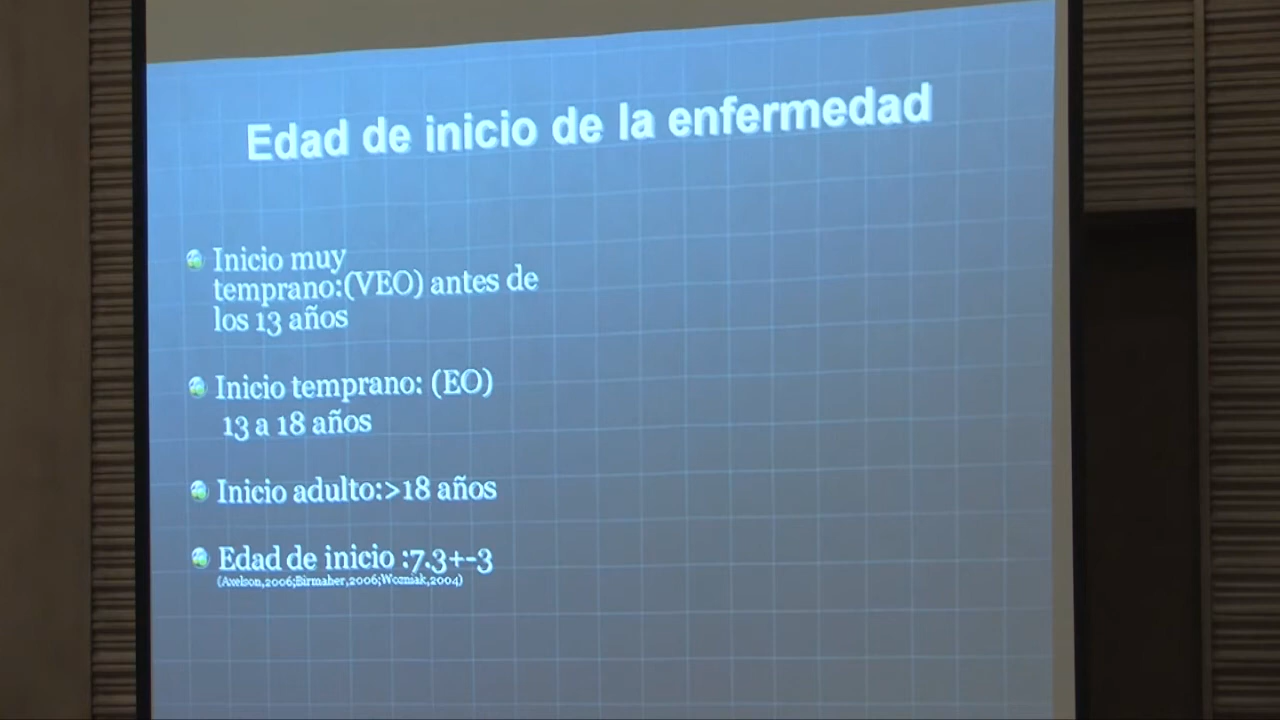 Edad de inicio de la enfermedad
Inicio muy
temprano:(VEO) antes de
los 13 años
Inicio temprano: (EO)
13 a 18 años
Inicio adulto:>18 años
Edad de inicio :7.3+-3
(Axelson,2006;Birmaher,2006;Wozniak,2004)